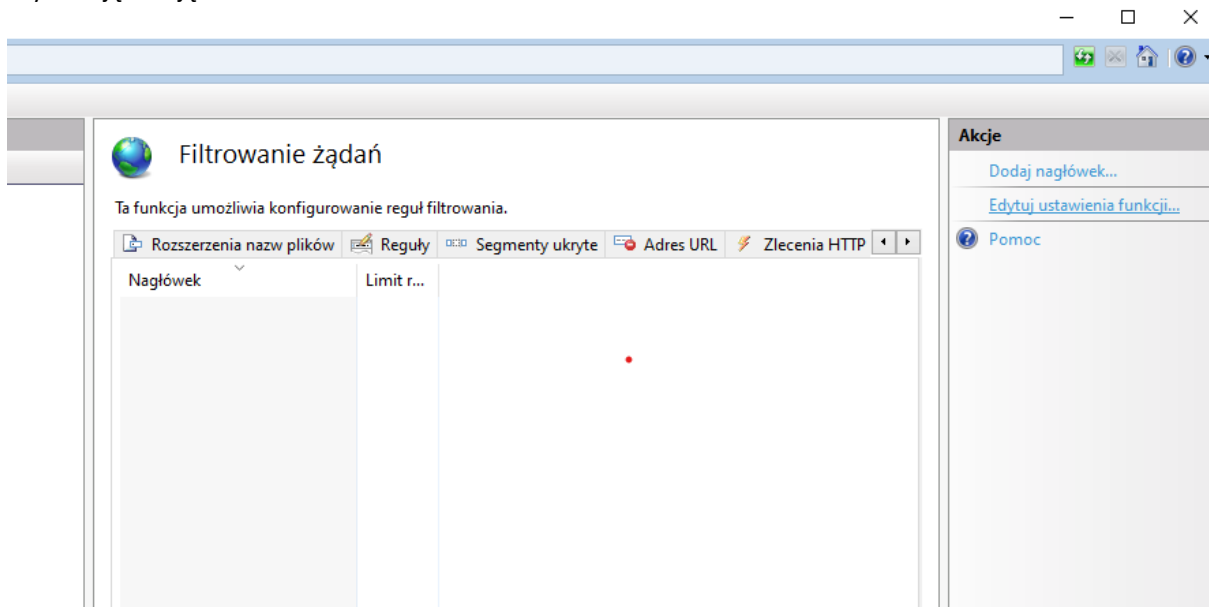 Filtrowanie żądań
Ta funkcja umożliwia konfigurowanie reguł filtrowania.
Rozszerzenia nazw plików Reguły Segmenty ukryte Adres URL Zlecenia HTTP
Nagłówek Limit r...
Akcje
Dodaj nagłówek...
Edytuj ustawienia funkcji...
Pomoc